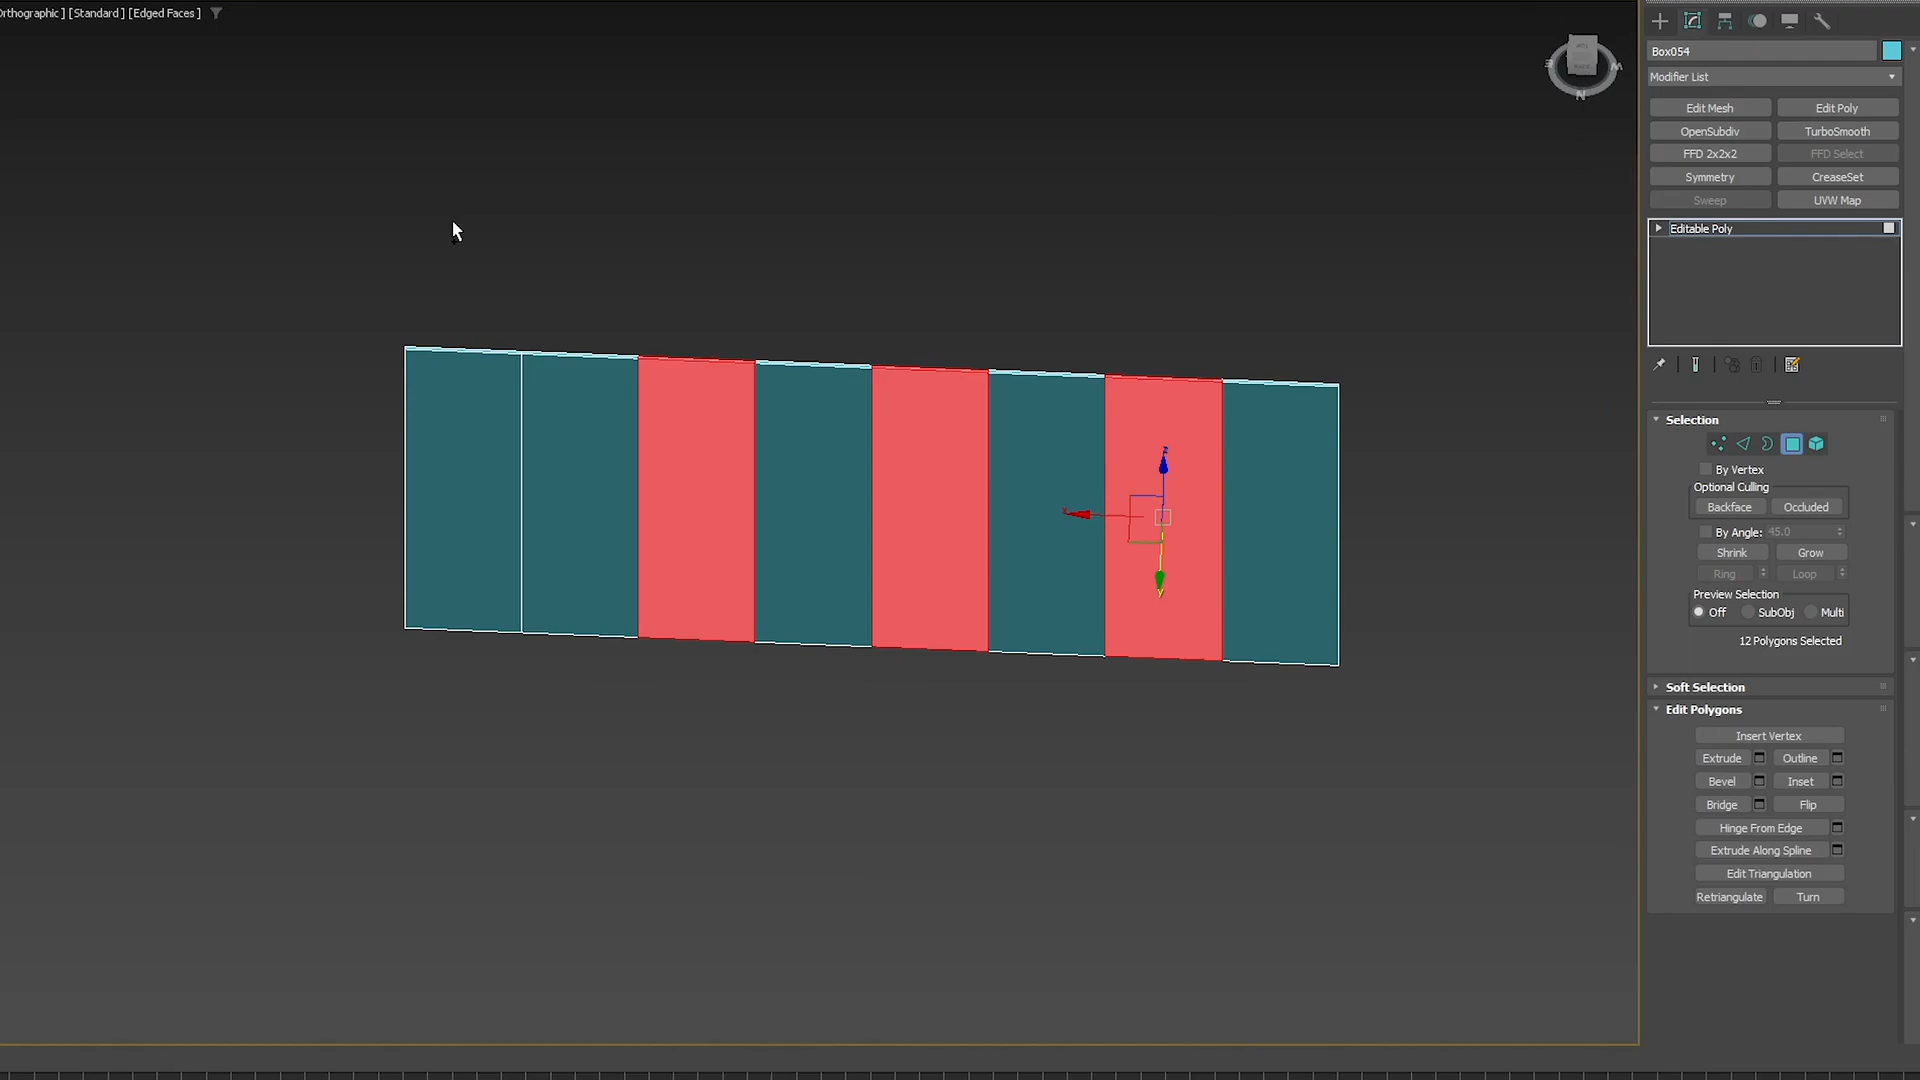 rthographic ] [Standard ] [Edged Faces ]
Box054
Modifier List
Edit Mesh
Edit Poly
OpenSubdiv
TurboSmooth
FFD 2x2x2
FFD Select
Symmetry
CreaseSet
Sweep
UVW Map
Editable Poly
Selection
By Vertex
Optional Culling
Backface
Occluded
By Angle: 45.0
Shrink
Grow
Ring
Loop
Preview Selection
Off
SubObj
Multi
12 Polygons Selected
Soft Selection
Edit Polygons
Insert Vertex
Extrude
Outline
Bevel
Inset
Bridge
Flip
Hinge From Edge
Extrude Along Spline
Edit Triangulation
Retriangulate
Turn
N